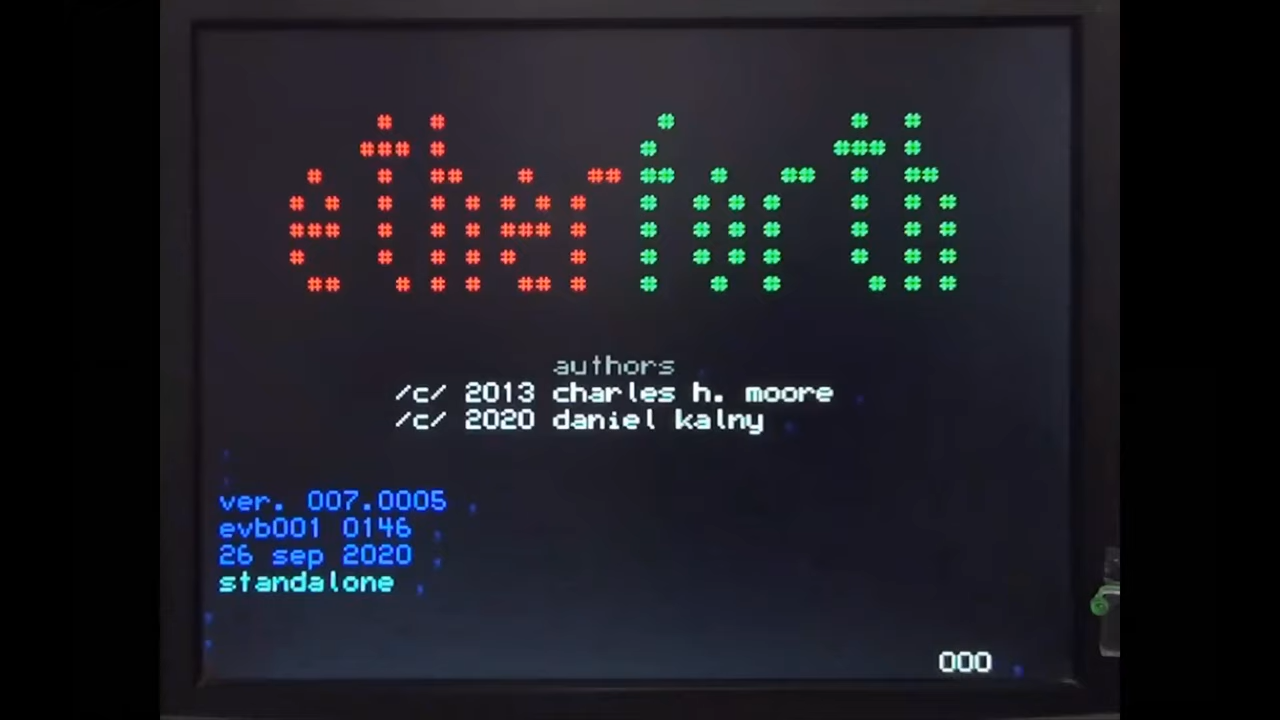 etherforth
authors
/c/ 2013 charles h. moore
/c/ 2020 daniel kalny
ver. 007.0005
evb001 0146
26 sep 2020
standalone
000